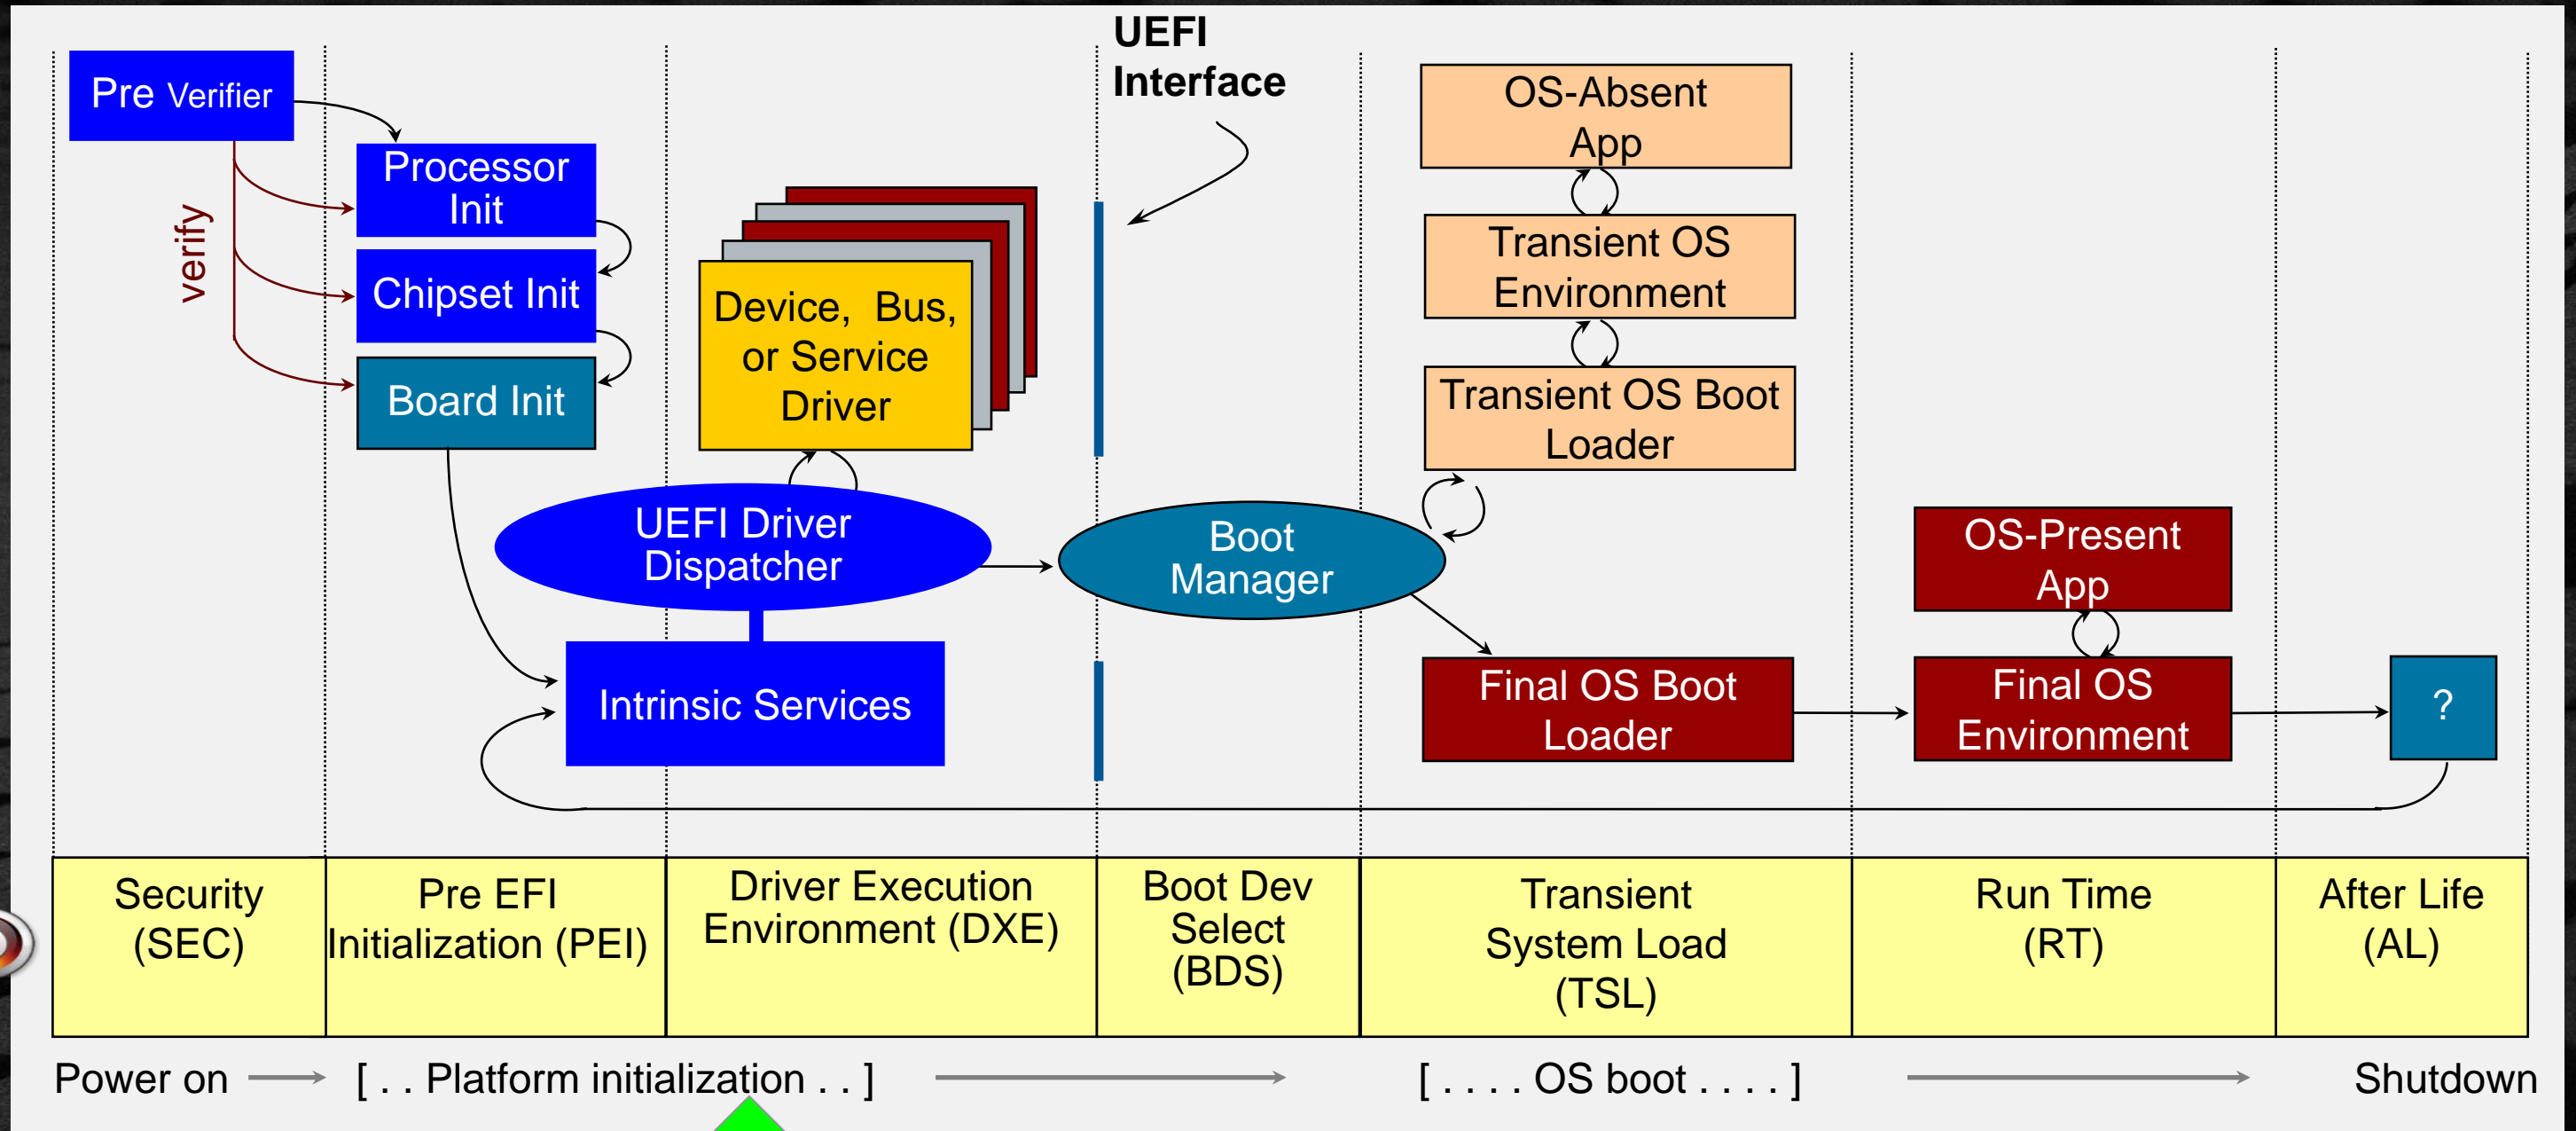 UEFI
Interface
Pre Verifier
verify
Processor
Init
Chipset Init
Board Init
Device, Bus,
or Service
Driver
UEFI Driver
Dispatcher
Intrinsic Services
Boot
Manager
OS-Absent
App
Transient OS
Environment
Transient OS Boot
Loader
Final OS Boot
Loader
OS-Present
App
Final OS
Environment
?
Security
(SEC)
Pre EFI
Initialization (PEI)
Driver Execution
Environment (DXE)
Boot Dev
Select
(BDS)
Transient
System Load
(TSL)
Run Time
(RT)
After Life
(AL)
Power on
[ . . Platform initialization . . ]
[ . . . . OS boot . . . . ]
Shutdown